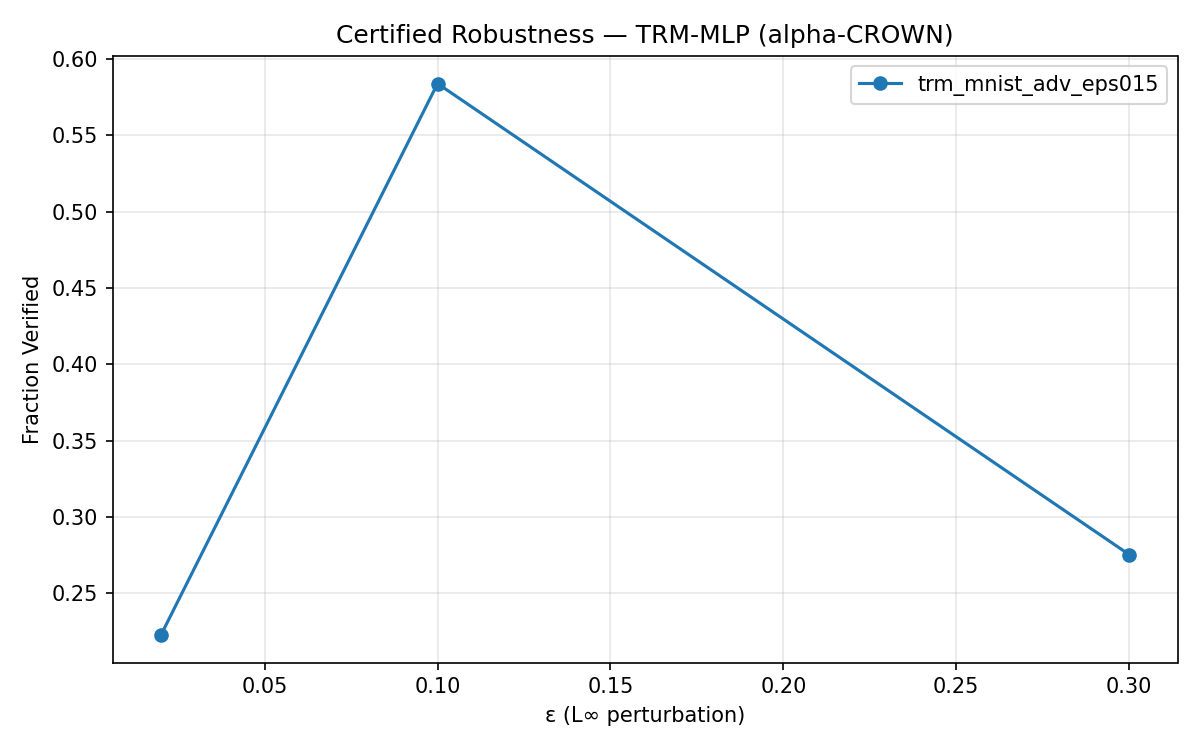 Certified Robustness — TRM-MLP (alpha-CROWN)
trm_mnist_adv_eps015
0.60
0.55
0.50
0.45
0.40
0.35
0.30
0.25
Fraction Verified
0.05 0.10 0.15 0.20 0.25 0.30
ε (L∞ perturbation)